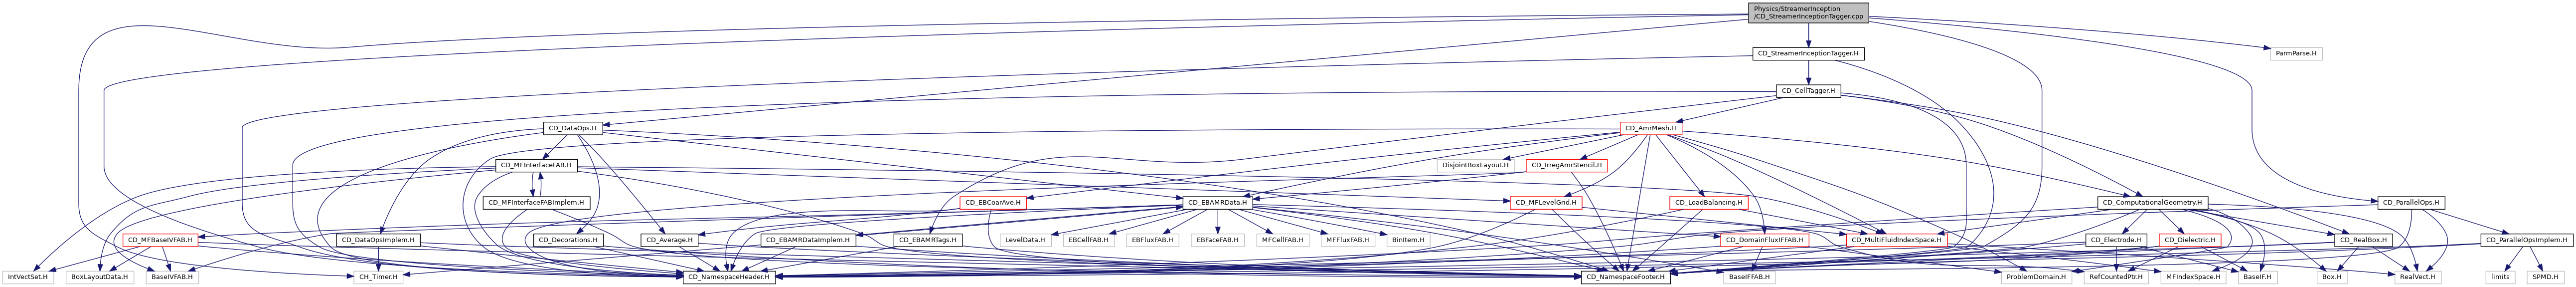 Physics/StreamerInception
/CD_StreamerInceptionTagger.cpp
CD_StreamerInceptionTagger.H
ParmParse.H
CD_CellTagger.H
CD_DataOps.H
CD_AmrMesh.H
CD_MFInterfaceFAB.H
DisjointBoxLayout.H
CD_IrregAmrStencil.H
CD_MFInterfaceFABImplem.H
CD_EBCoarAve.H
CD_EBAMRData.H
CD_MFLevelGrid.H
CD_LoadBalancing.H
CD_ComputationalGeometry.H
CD_ParallelOps.H
CD_MFBaseIVFAB.H
CD_DataOpsImplem.H
CD_Decorations.H
CD_Average.H
CD_EBAMRDataImplem.H
CD_EBAMRTags.H
LevelData.H
EBCellFAB.H
EBFluxFAB.H
EBFaceFAB.H
MFCellFAB.H
MFFluxFAB.H
BinItem.H
CD_DomainFluxIFFAB.H
CD_MultiFluidIndexSpace.H
CD_Electrode.H
CD_Dielectric.H
CD_RealBox.H
CD_ParallelOpsImplem.H
IntVectSet.H
BoxLayoutData.H
BaseIVFAB.H
CH_Timer.H
CD_NamespaceHeader.H
CD_NamespaceFooter.H
BaseIFFAB.H
ProblemDomain.H
RefCountedPtr.H
MFIndexSpace.H
BaseIF.H
Box.H
RealVect.H
limits
SPMD.H